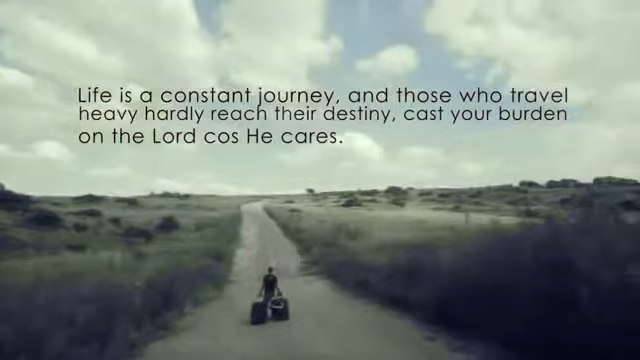 Life is a constant journey, and those who travel
heavy hardly reach their destiny, cast your burden
on the Lord cos He cares.